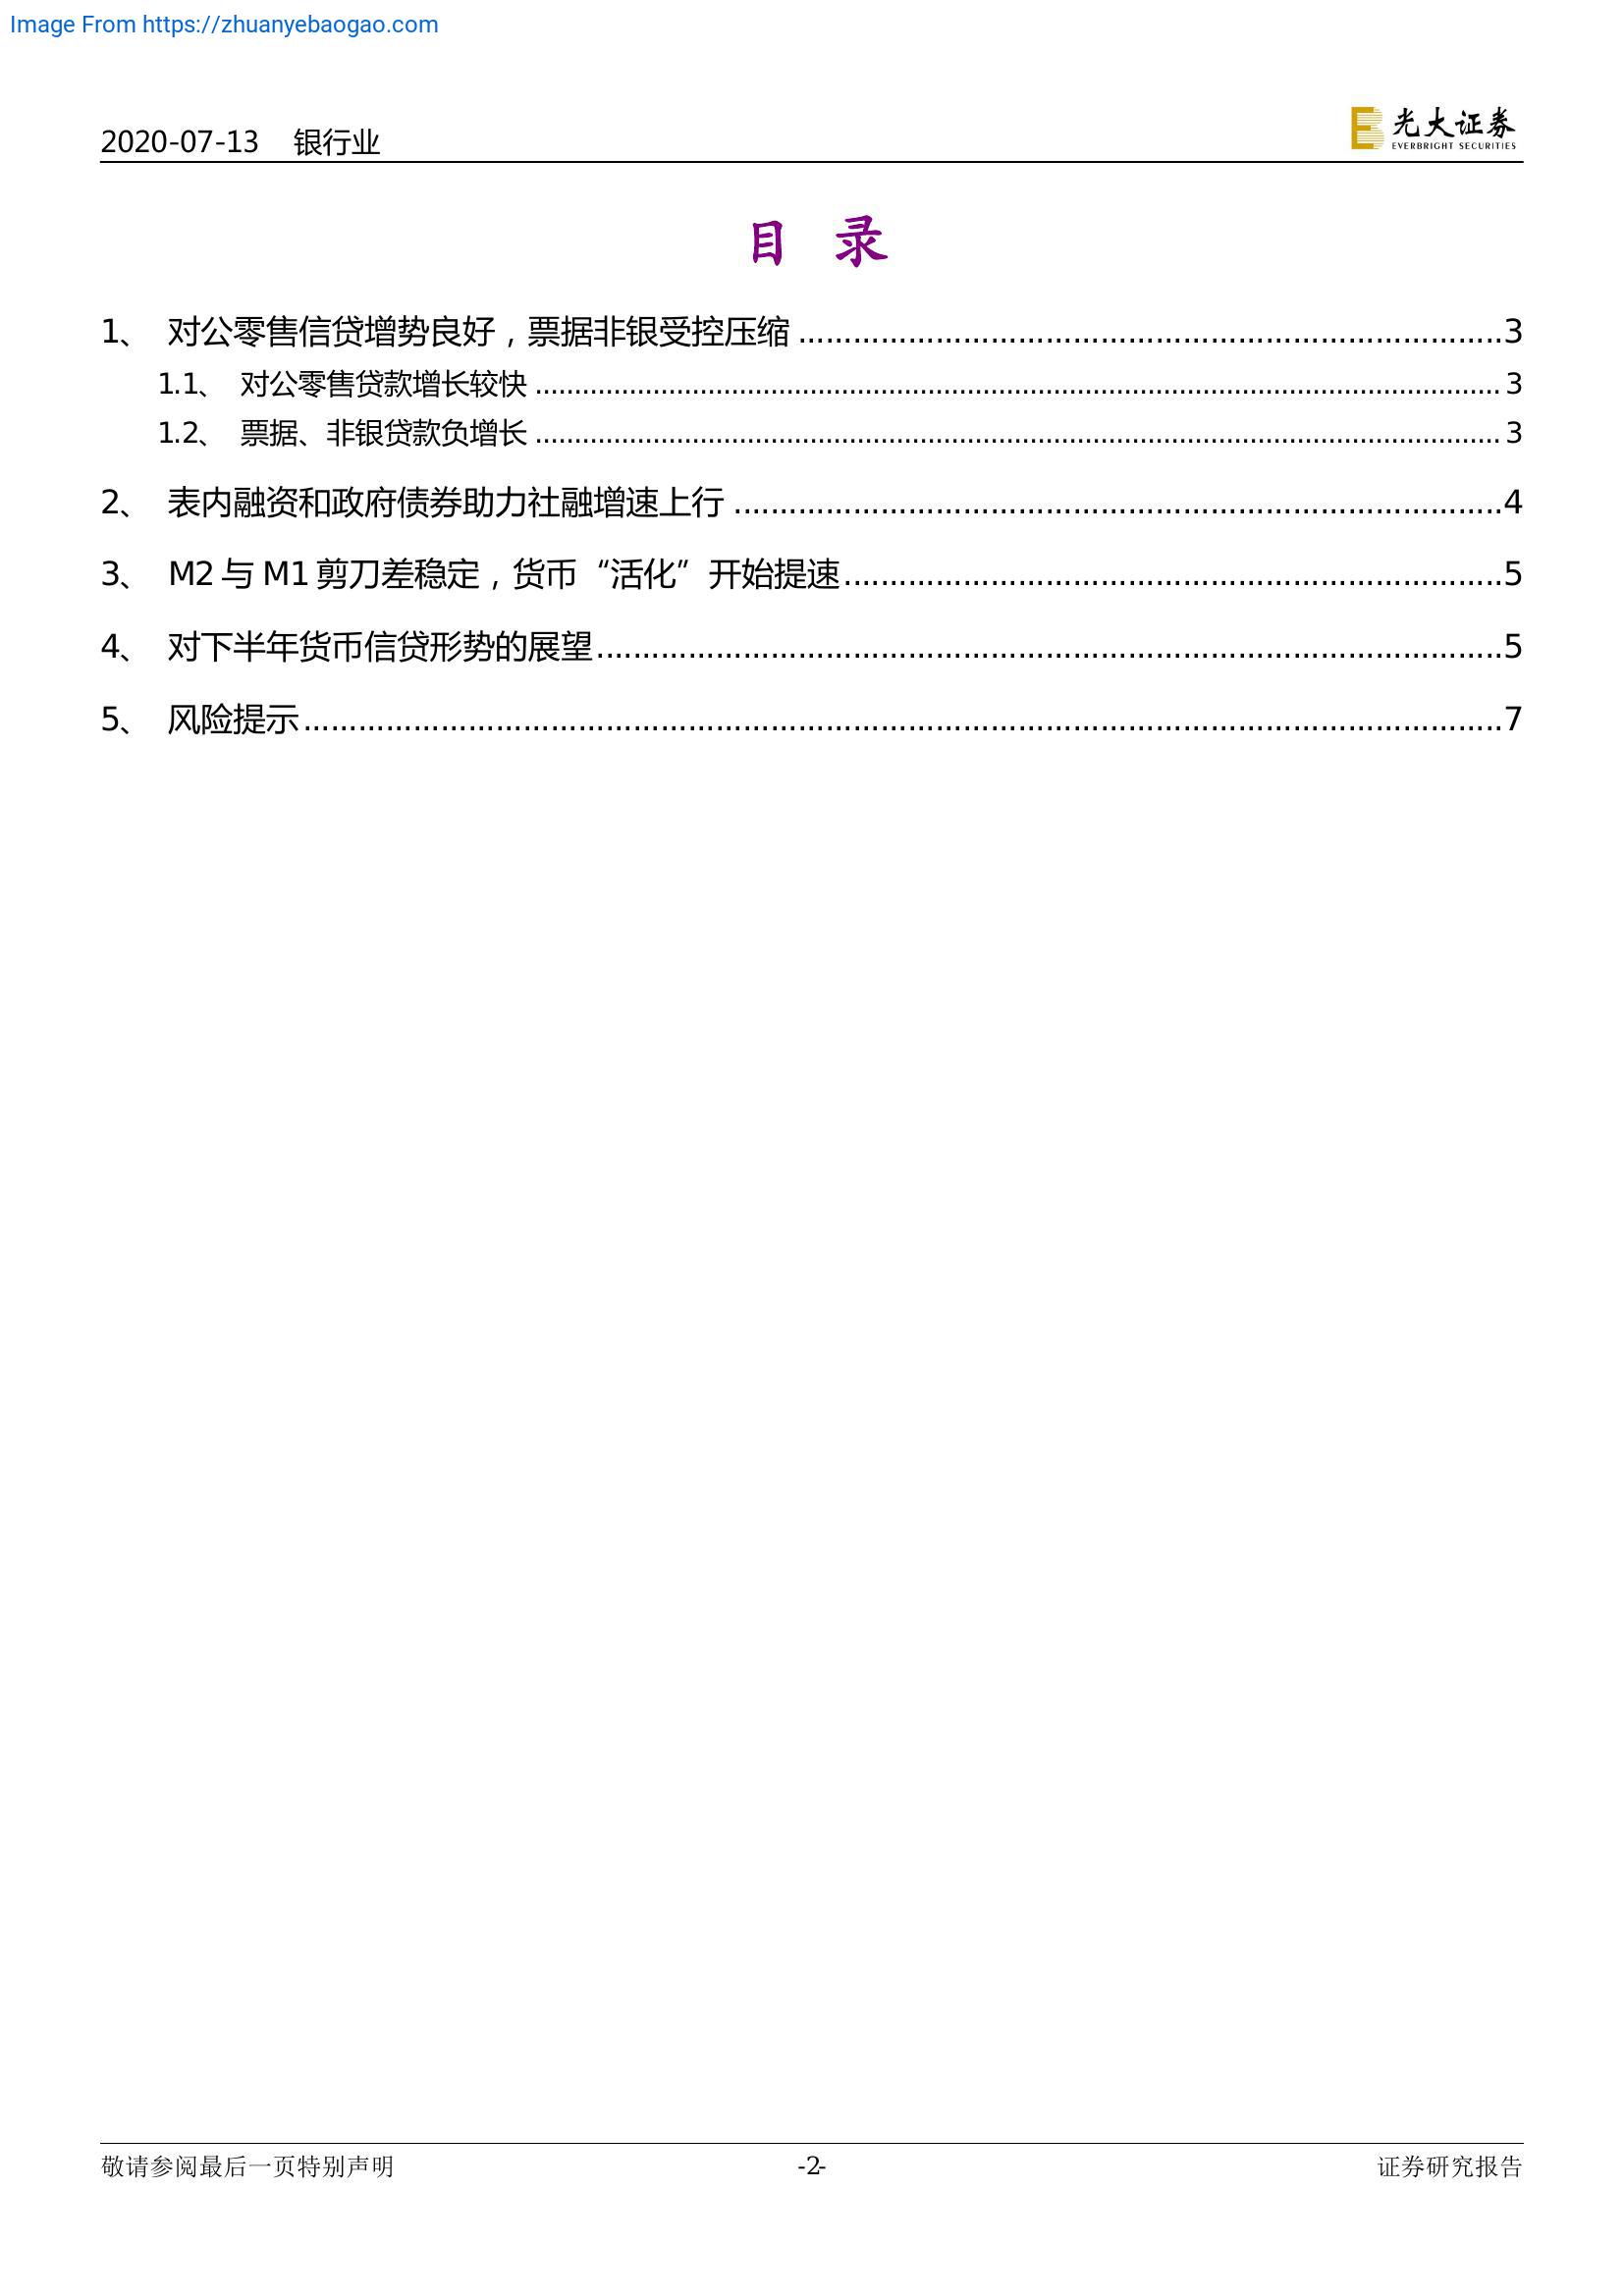 Image From https://zhuanyebaogao.com
2020-07-13 银行业
光大证券
EVERBRIGHT SECURITIES
目 录
1、 对公零售信贷增势良好，票据非银受控压缩 ........................................ 3
1.1、 对公零售贷款增长较快 ........................................ 3
1.2、 票据、非银贷款负增长 ........................................ 3
2、 表内融资和政府债券助力社融增速上行 ........................................ 4
3、 M2 与 M1 剪刀差稳定，货币“活化”开始提速 ........................................ 5
4、 对下半年货币信贷形势的展望 ........................................ 5
5、 风险提示 ........................................ 7
敬请参阅最后一页特别声明 -2- 证券研究报告